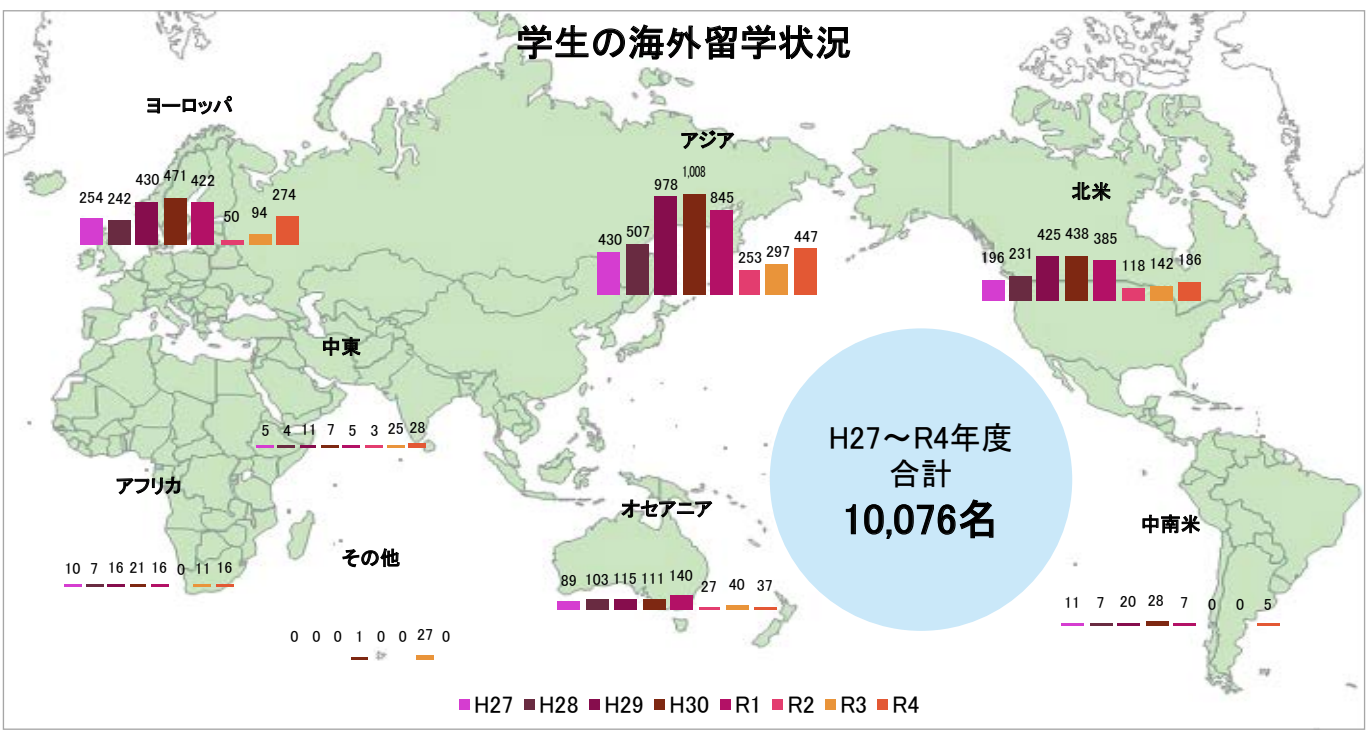 学生の海外留学状況
ヨーロッパ
254 242 430 471 422 50 94 274
アジア
430 507 978 1,008 845 253 297 447
北米
196 231 425 438 385 118 142 186
中東
5 4 11 7 5 3 25 28
アフリカ
10 7 16 21 16 0 11 16
その他
0 0 0 1 0 0 27 0
オセアニア
89 103 115 111 140 27 40 37
H27～R4年度
合計
10,076名
中南米
11 7 20 28 7 0 0 5
H27 H28 H29 H30 R1 R2 R3 R4